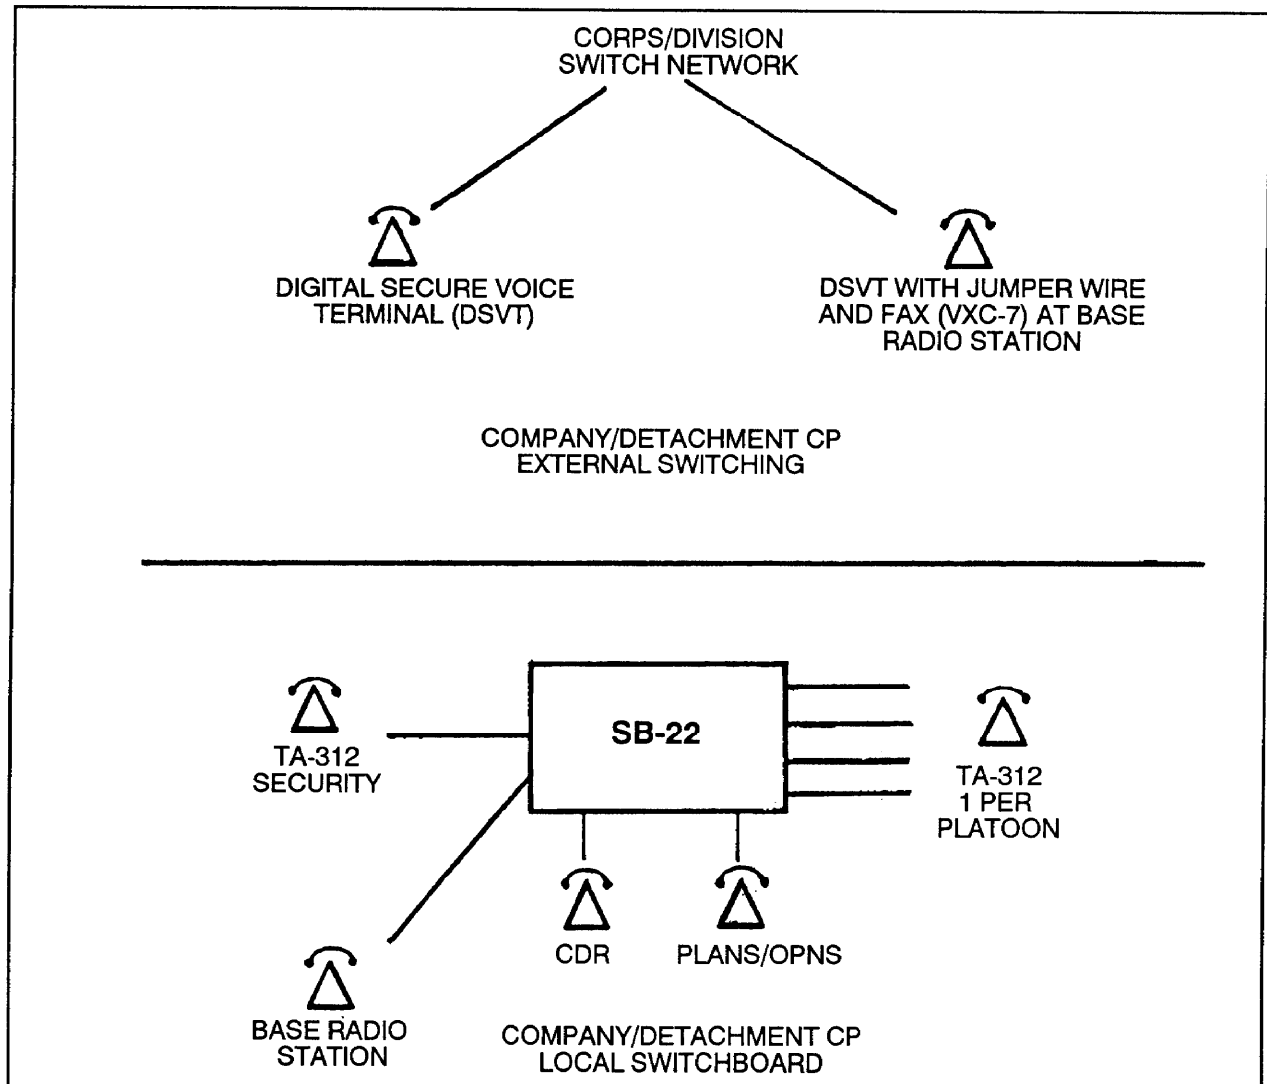 CORPS/DIVISION
SWITCH NETWORK
DIGITAL SECURE VOICE
TERMINAL (DSVT)
DSVT WITH JUMPER WIRE
AND FAX (VXC-7) AT BASE
RADIO STATION
COMPANY/DETACHMENT CP
EXTERNAL SWITCHING
SB-22
TA-312
SECURITY
TA-312
1 PER
PLATOON
CDR
PLANS/OPNS
BASE RADIO
STATION
COMPANY/DETACHMENT CP
LOCAL SWITCHBOARD